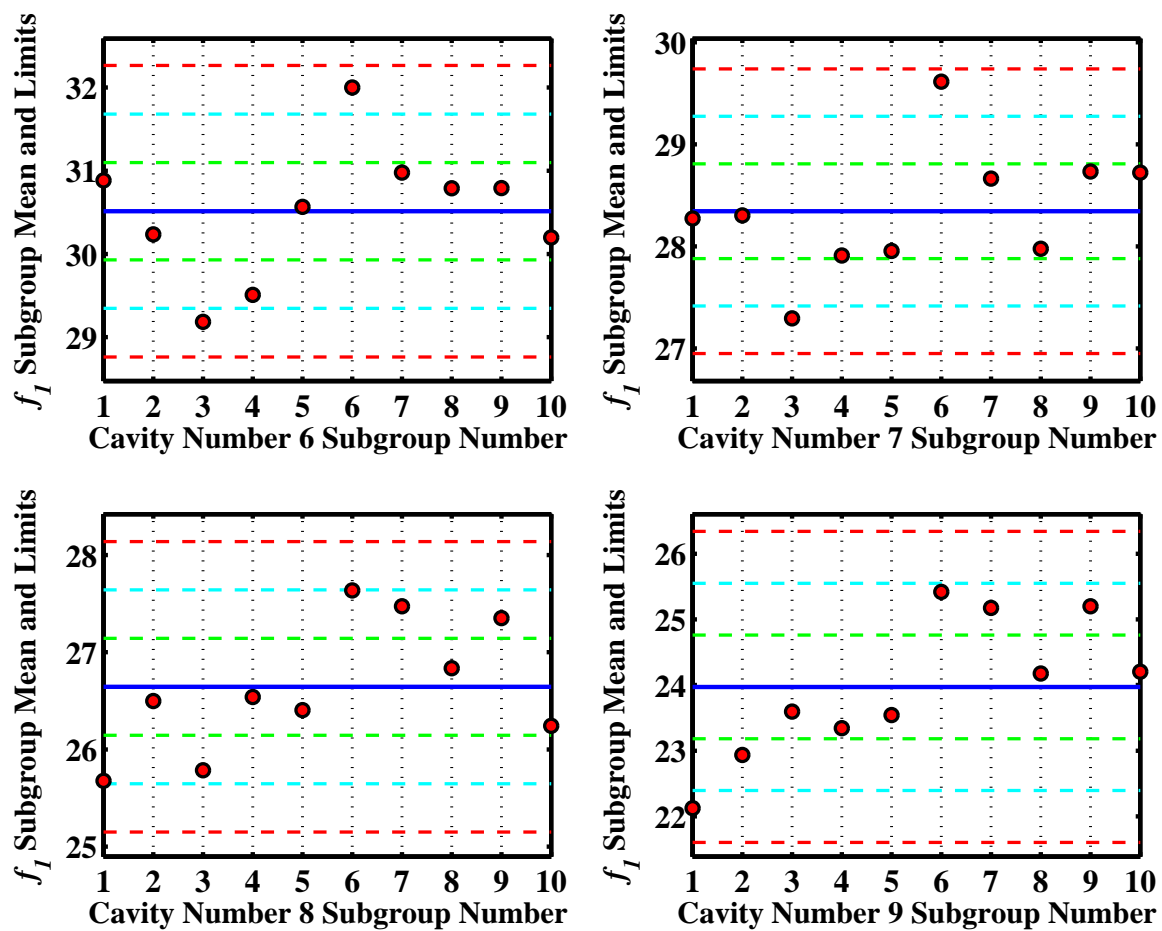 f1 Subgroup Mean and Limits
32
31
30
29
1 2 3 4 5 6 7 8 9 10
Cavity Number 6 Subgroup Number
f1 Subgroup Mean and Limits
30
29
28
27
1 2 3 4 5 6 7 8 9 10
Cavity Number 7 Subgroup Number
f1 Subgroup Mean and Limits
28
27
26
25
1 2 3 4 5 6 7 8 9 10
Cavity Number 8 Subgroup Number
f1 Subgroup Mean and Limits
26
25
24
23
22
1 2 3 4 5 6 7 8 9 10
Cavity Number 9 Subgroup Number